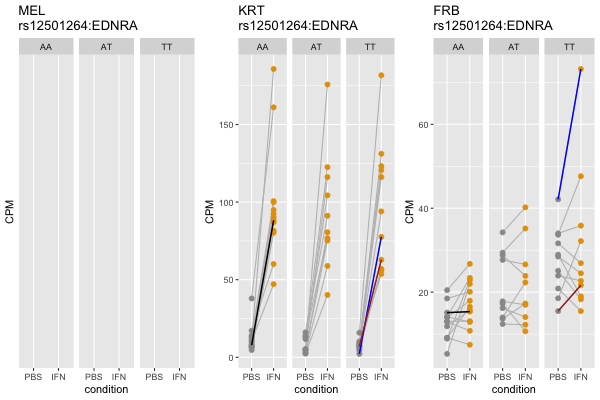 MEL
rs12501264:EDNRA
AA AT TT
CPM
PBS IFN PBS IFN PBS IFN
condition
KRT
rs12501264:EDNRA
AA AT TT
150
100
50
0
CPM
PBS IFN PBS IFN PBS IFN
condition
FRB
rs12501264:EDNRA
AA AT TT
60
40
20
CPM
PBS IFN PBS IFN PBS IFN
condition